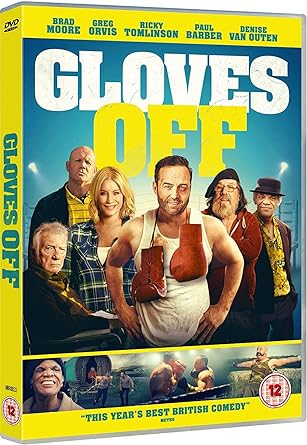 DVD
BRAD MOORE
GREG ORVIS
RICKY TOMLINSON
PAUL BARBER
DENISE VAN OUTEN
GLOVES
OFF
GLOVES OFF
12
12
"THIS YEAR'S BEST BRITISH COMEDY"
METRO